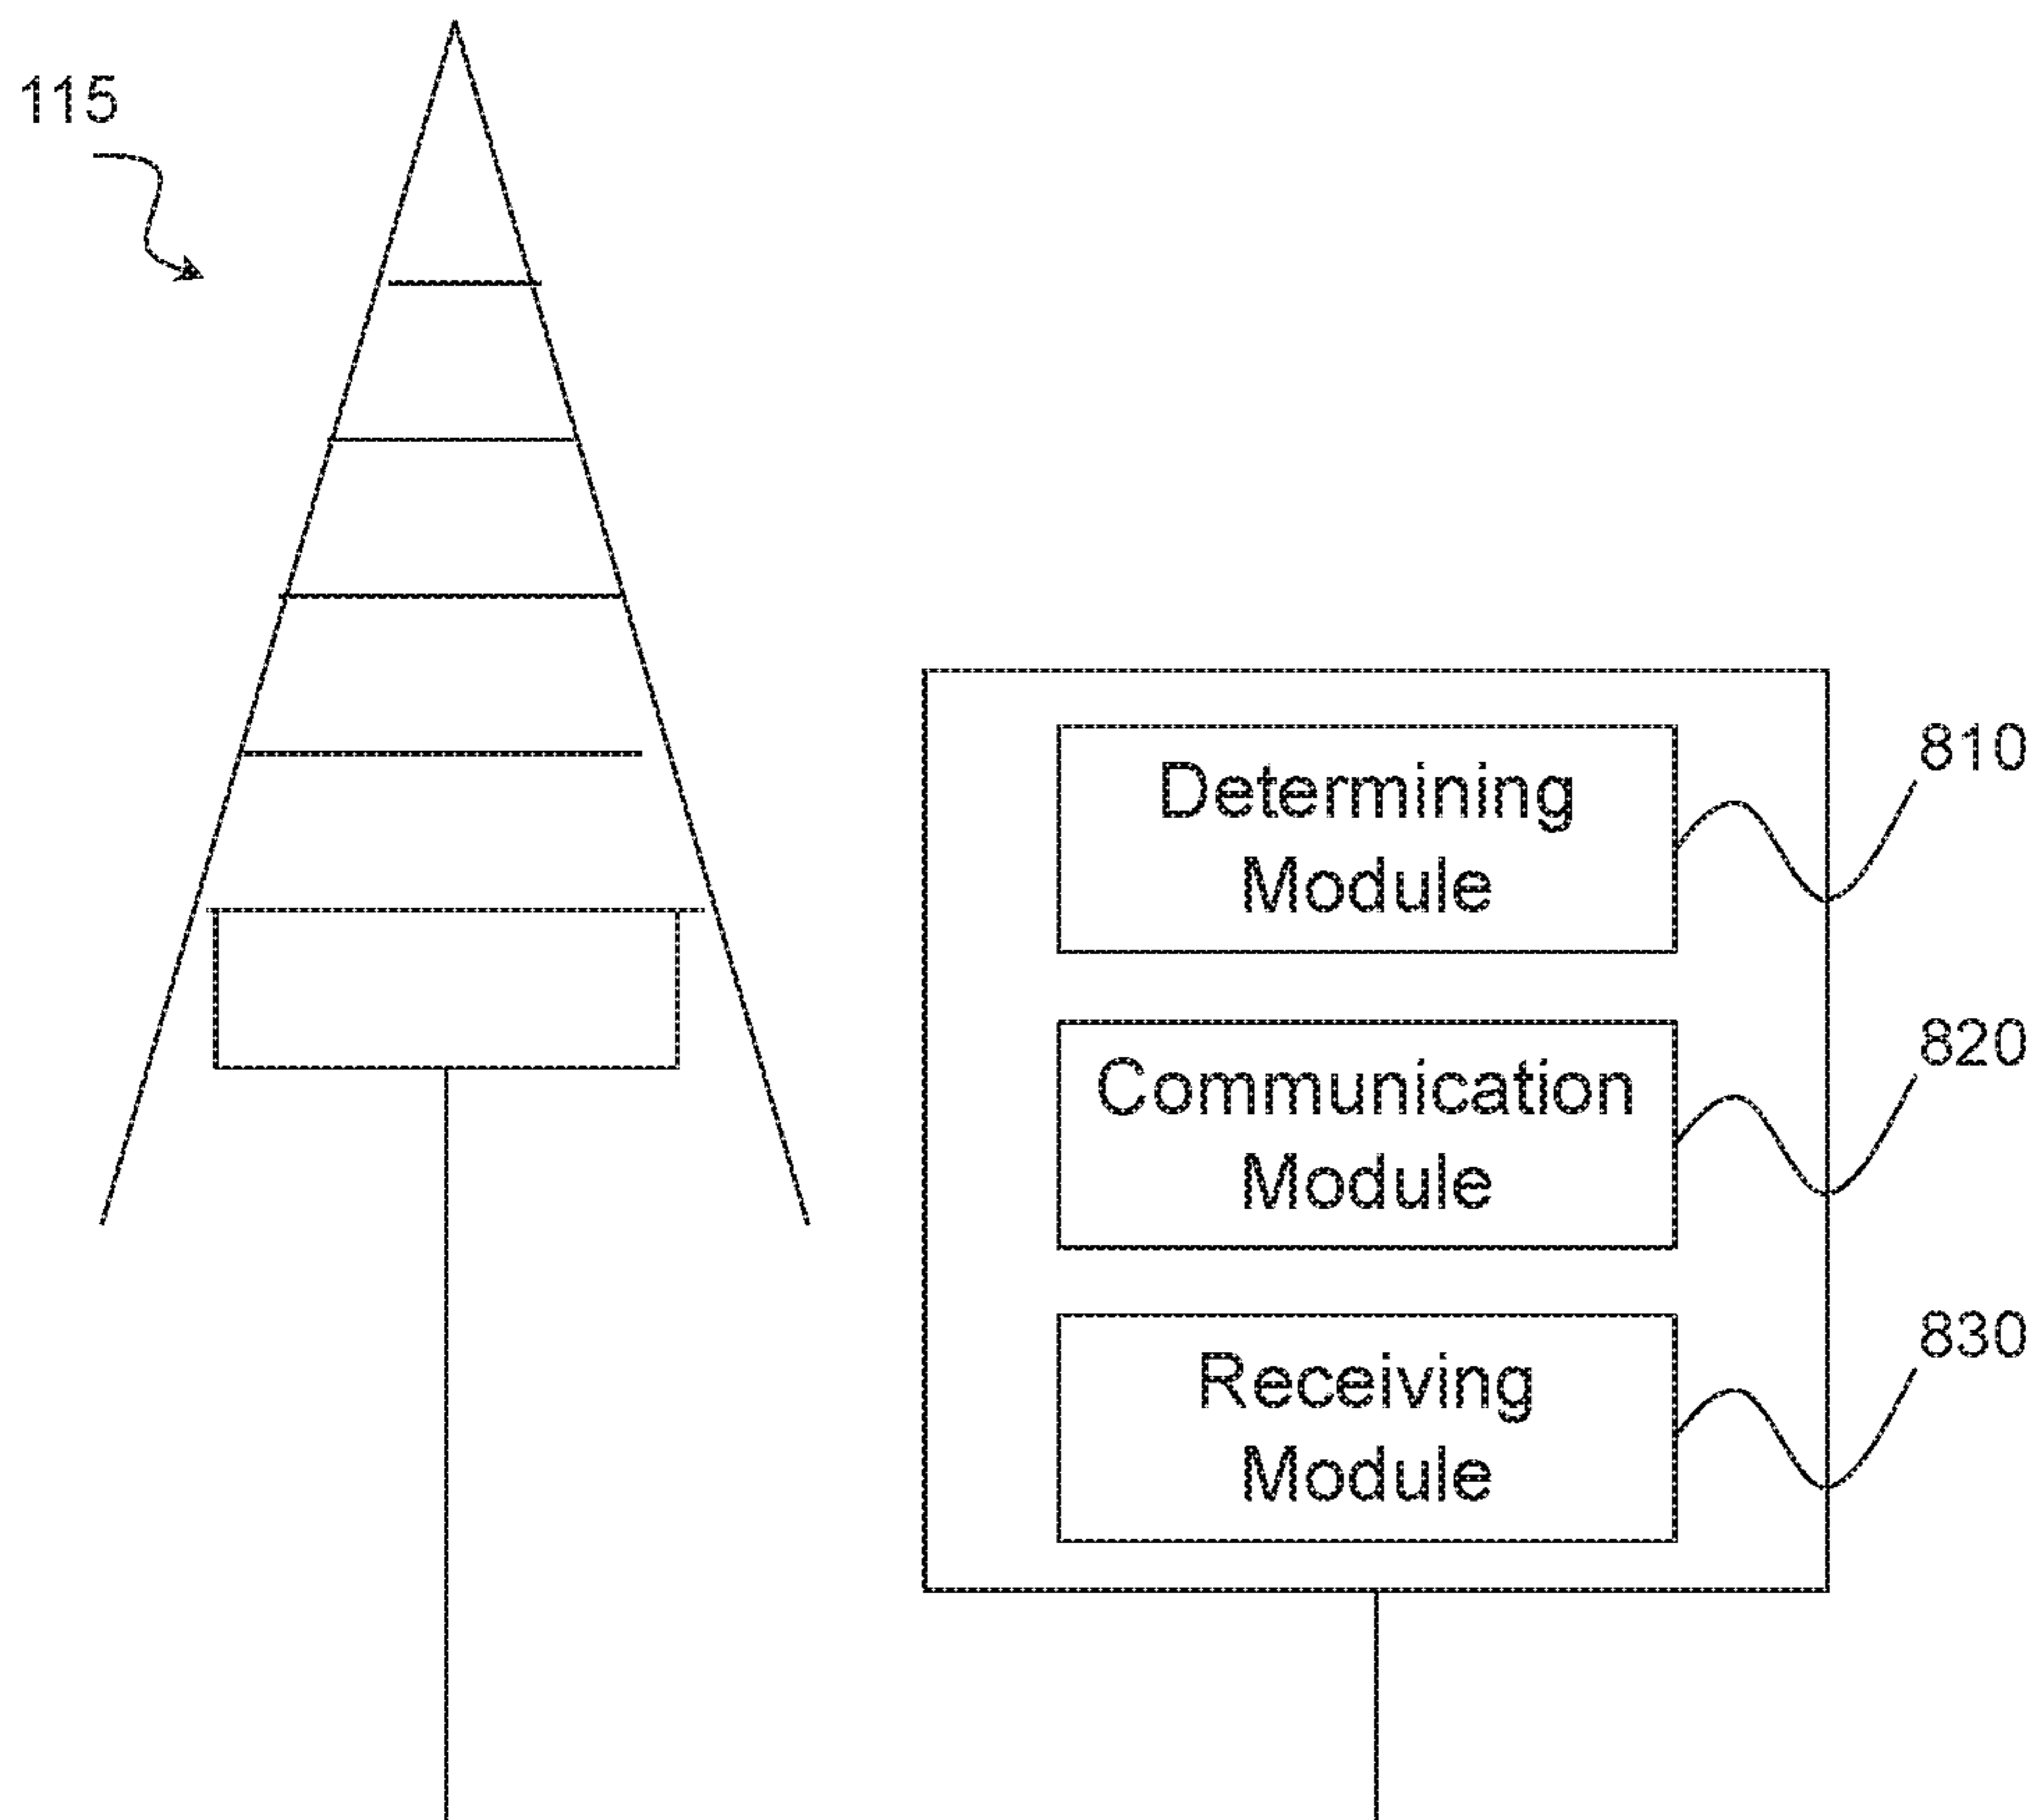 115
Determining
Module
810
Communication
Module
820
Receiving
Module
830